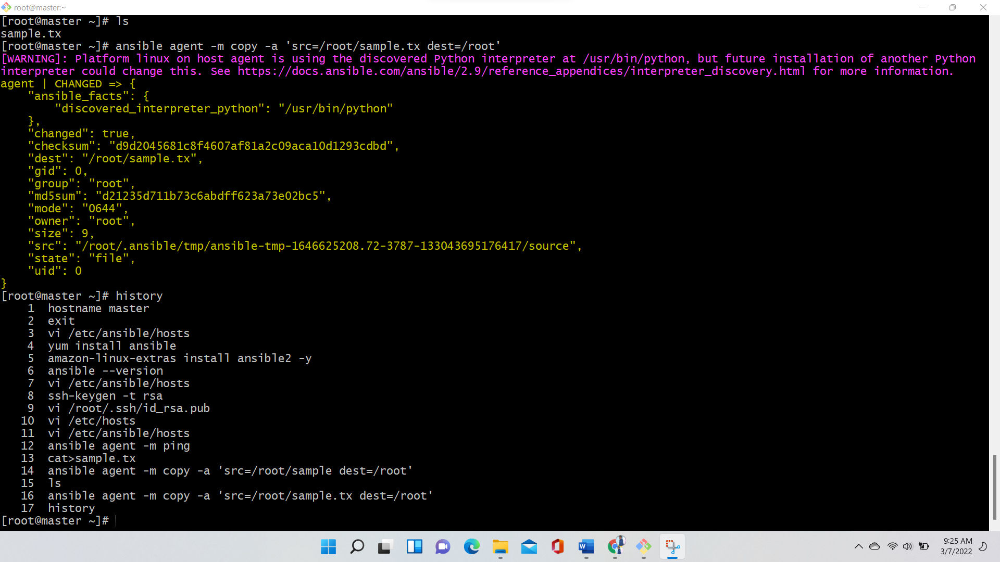 root@master:~
[root@master ~]# ls
sample.tx
[root@master ~]# ansible agent -m copy -a 'src=/root/sample.tx dest=/root'
[WARNING]: Platform linux on host agent is using the discovered Python interpreter at /usr/bin/python, but future installation of another Python
interpreter could change this. See https://docs.ansible.com/ansible/2.9/reference_appendices/interpreter_discovery.html for more information.
agent | CHANGED => {
    "ansible_facts": {
        "discovered_interpreter_python": "/usr/bin/python"
    },
    "changed": true,
    "checksum": "d9d2045681c8f4607af81a2c09aca10d1293cdbd",
    "dest": "/root/sample.tx",
    "gid": 0,
    "group": "root",
    "md5sum": "d21235d711b73c6abdff623a73e02bc5",
    "mode": "0644",
    "owner": "root",
    "size": 9,
    "src": "/root/.ansible/tmp/ansible-tmp-1646625208.72-3787-133043695176417/source",
    "state": "file",
    "uid": 0
}
[root@master ~]# history
    1  hostname master
    2  exit
    3  vi /etc/ansible/hosts
    4  yum install ansible
    5  amazon-linux-extras install ansible2 -y
    6  ansible --version
    7  vi /etc/ansible/hosts
    8  ssh-keygen -t rsa
    9  vi /root/.ssh/id_rsa.pub
   10  vi /etc/hosts
   11  vi /etc/ansible/hosts
   12  ansible agent -m ping
   13  cat>sample.tx
   14  ansible agent -m copy -a 'src=/root/sample dest=/root'
   15  ls
   16  ansible agent -m copy -a 'src=/root/sample.tx dest=/root'
   17  history
[root@master ~]#
9:25 AM
3/7/2022